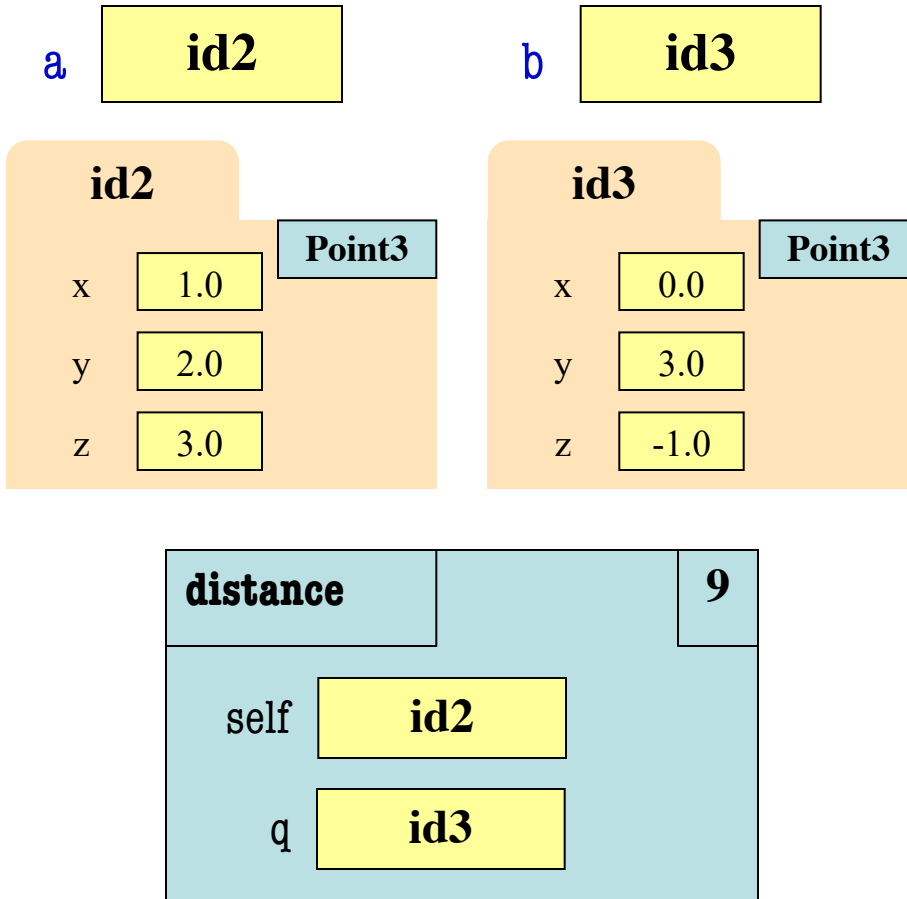 a id2 b id3
id2 id3
Point3 Point3
x 1.0 x 0.0
y 2.0 y 3.0
z 3.0 z -1.0
distance 9
self id2
q id3